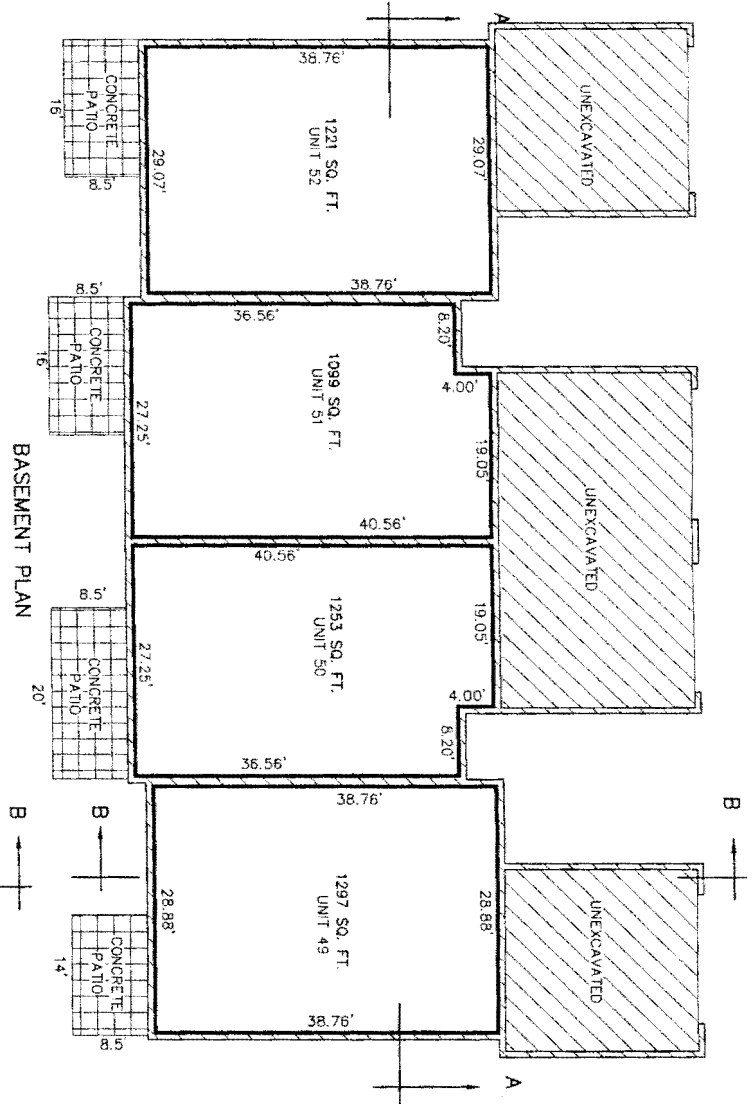 A
UNEXCAVATED
38.76'
CONCRETE
PATIO
16'
8.5'
29.07'
1221 SQ. FT.
UNIT 52
29.07'
38.76'
8.5'
CONCRETE
PATIO
16'
36.56'
8.20'
4.00'
1099 SQ. FT.
UNIT 51
27.25'
19.05'
40.56'
UNEXCAVATED
BASEMENT PLAN
40.56'
8.5'
CONCRETE
PATIO
20'
27.25'
1253 SQ. FT.
UNIT 50
19.05'
4.00'
8.20'
36.56'
38.76'
B
B
B
28.88'
1297 SQ. FT.
UNIT 49
28.88'
UNEXCAVATED
CONCRETE
PATIO
14'
8.5
38.76'
A